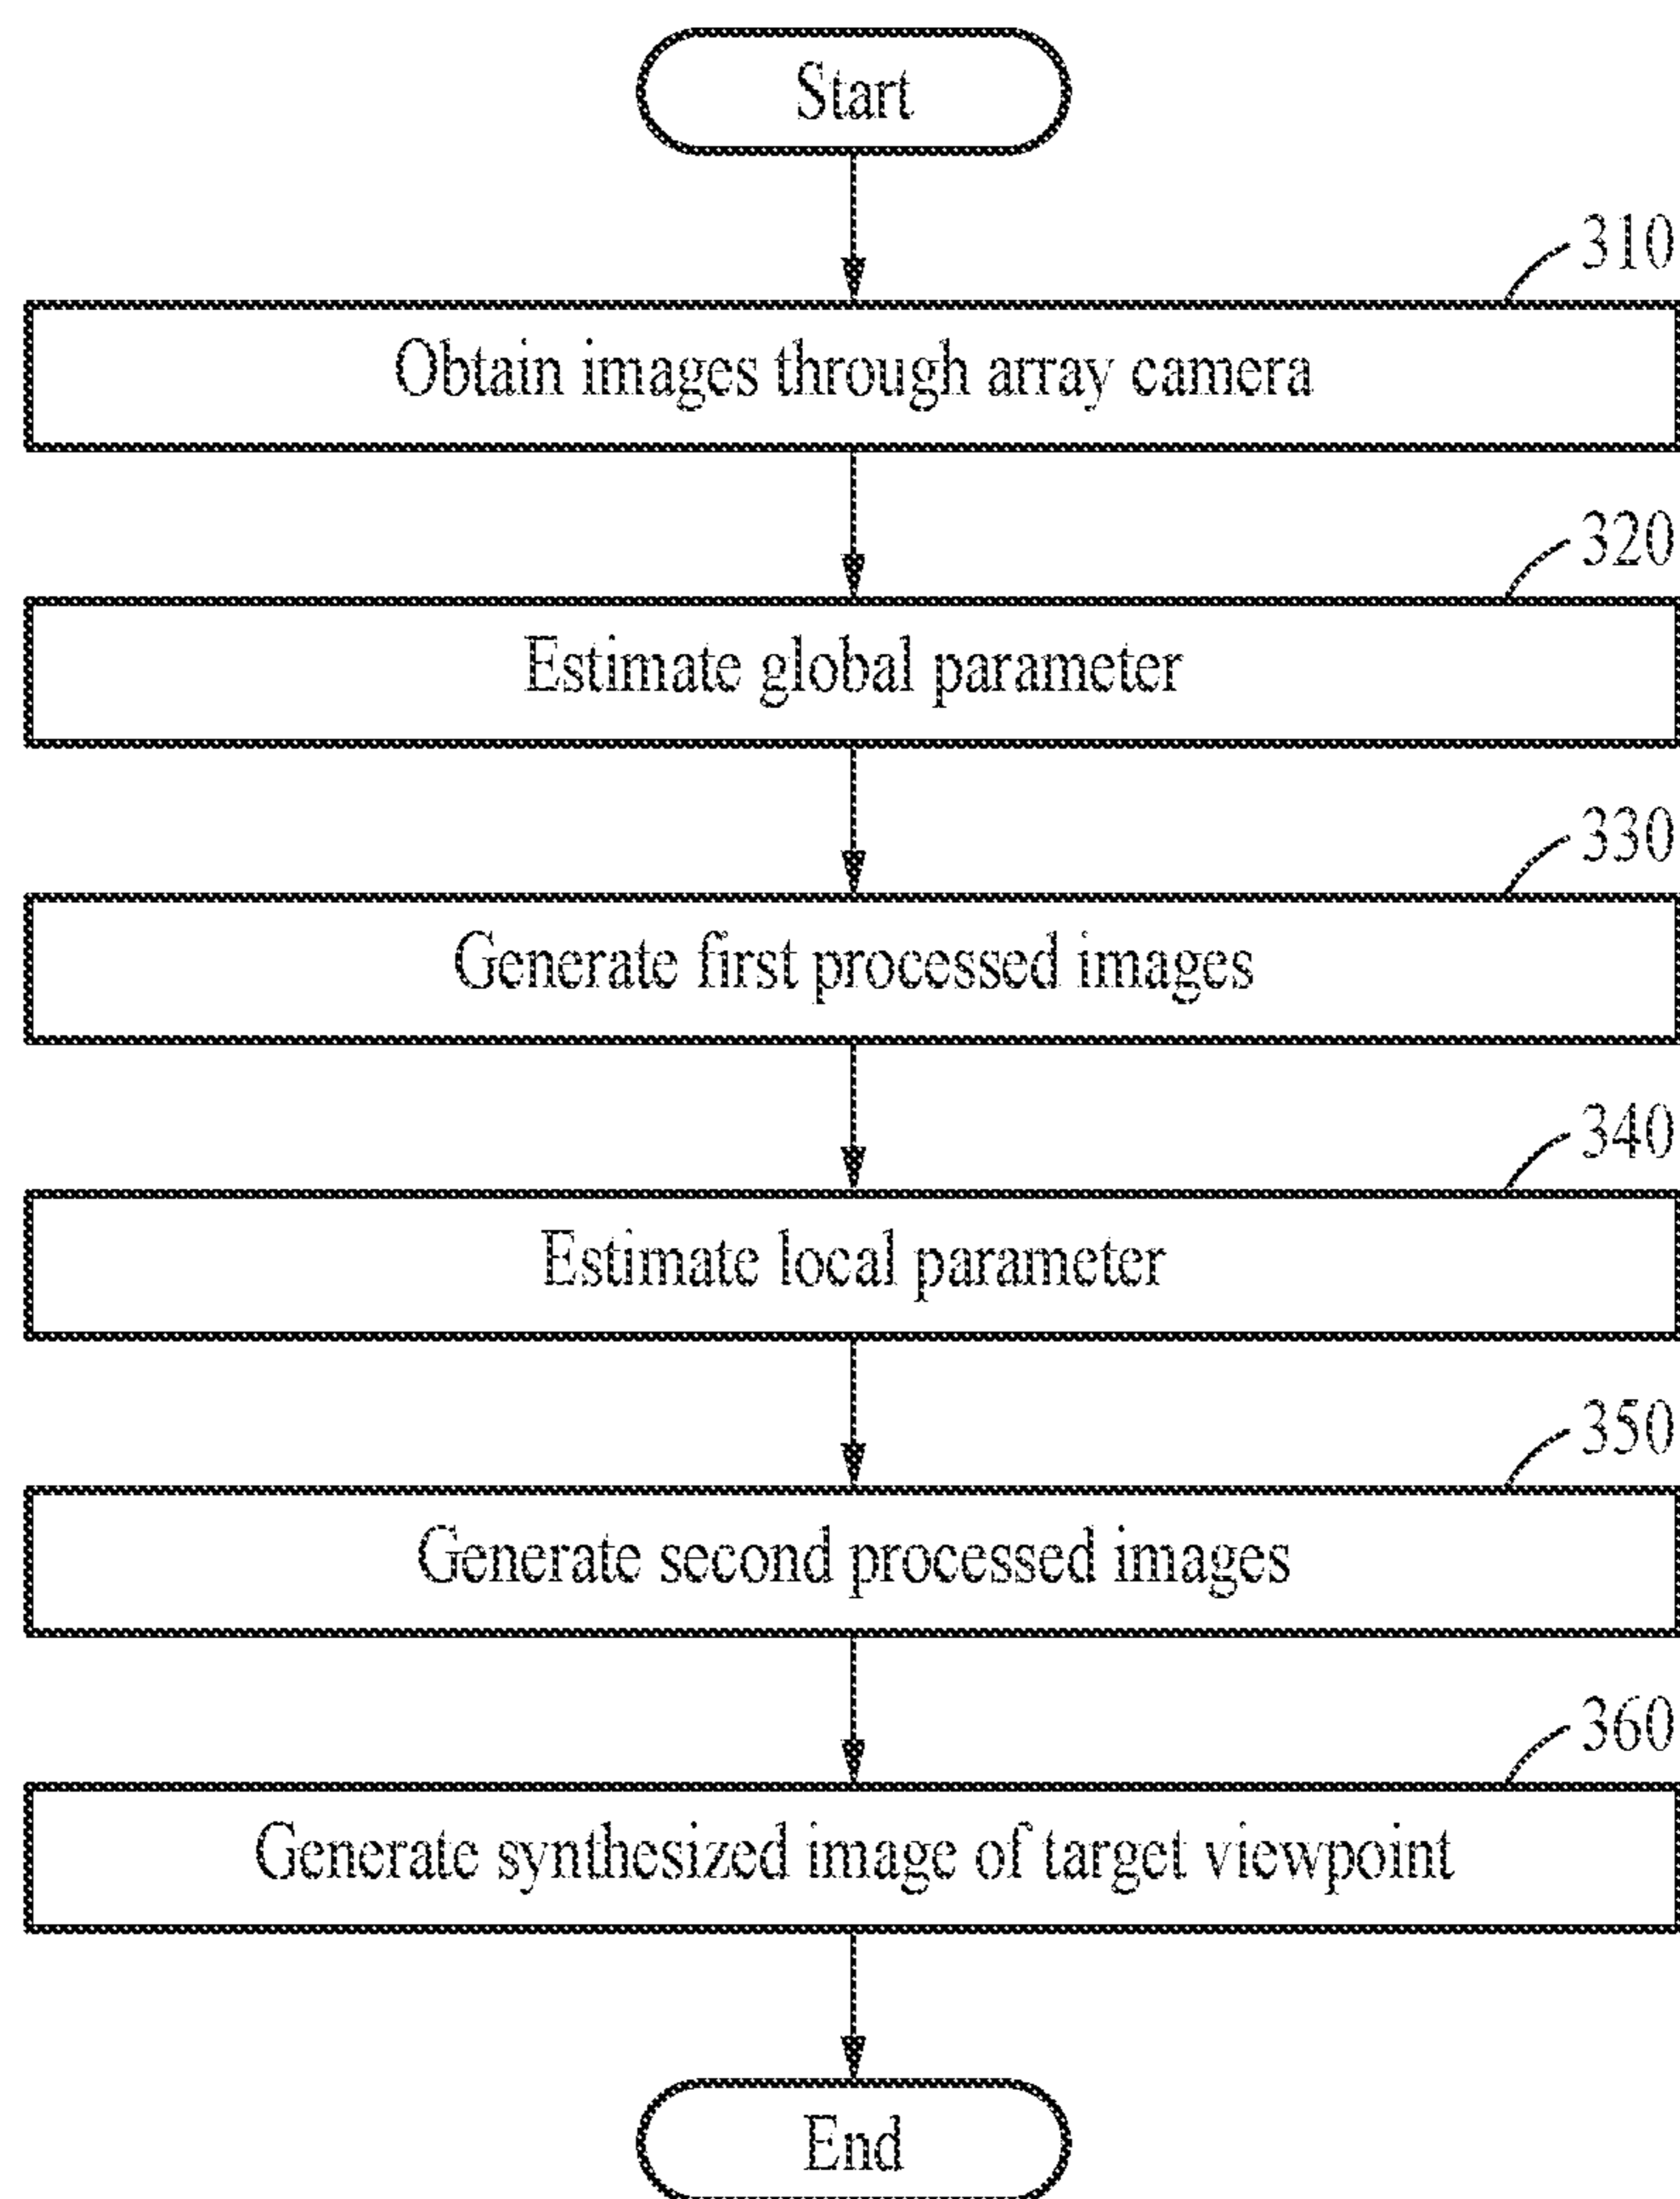 Start
310
Obtain images through array camera
320
Estimate global parameter
330
Generate first processed images
340
Estimate local parameter
350
Generate second processed images
360
Generate synthesized image of target viewpoint
End